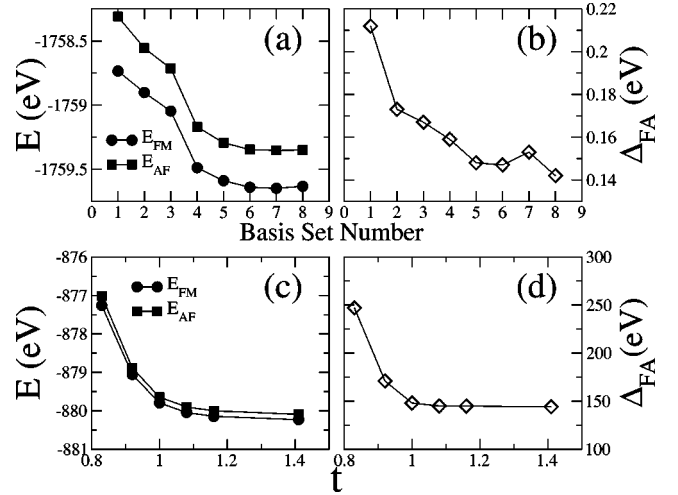 (a)
E (eV)
-1758.5
-1759
-1759.5
E_FM
E_AF
0 1 2 3 4 5 6 7 8 9
(b)
0.22
0.2
0.18
0.16
0.14
Δ_FA (eV)
0 1 2 3 4 5 6 7 8 9
Basis Set Number
(c)
E (eV)
-876
-877
-878
-879
-880
-881
E_FM
E_AF
0.8 1 1.2 1.4
(d)
300
250
200
150
100
Δ_FA (eV)
0.8 1 1.2 1.4
t